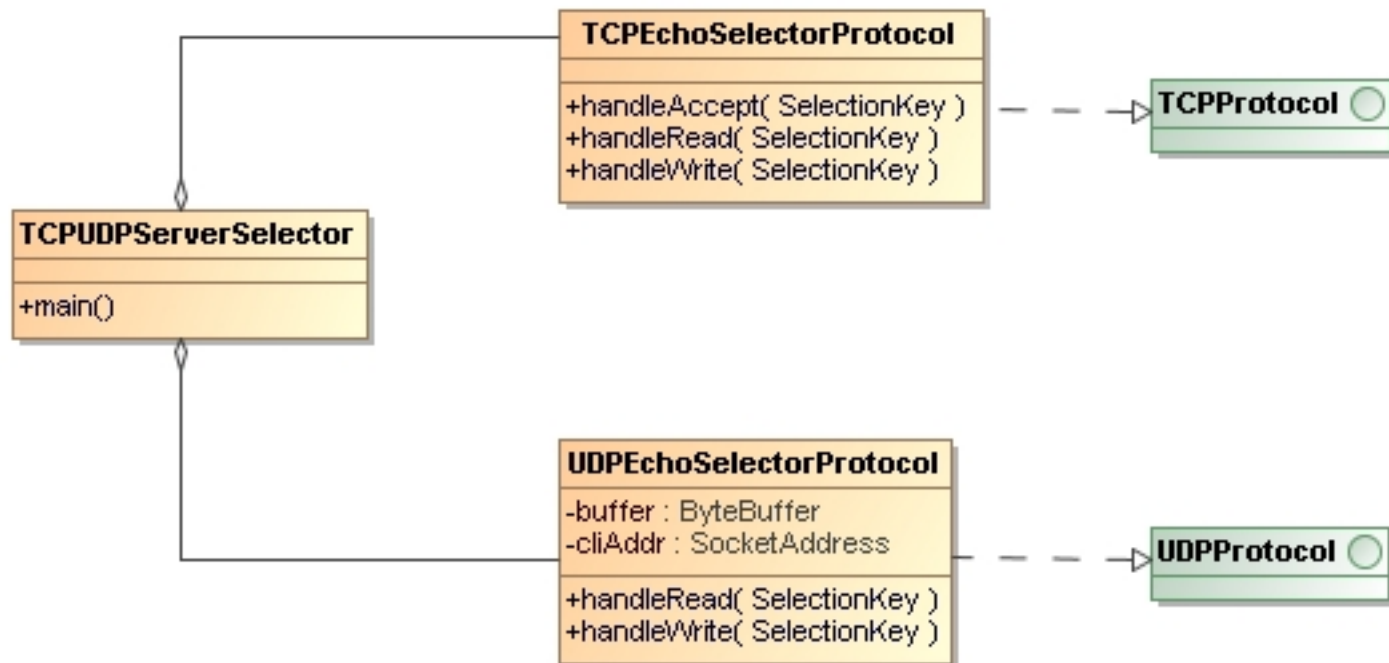 TCPEchoSelectorProtocol
+handleAccept( SelectionKey )
+handleRead( SelectionKey )
+handleWrite( SelectionKey )
TCPProtocol
TCPUDPServerSelector
+main()
UDPEchoSelectorProtocol
-buffer : ByteBuffer
-cliAddr : SocketAddress
+handleRead( SelectionKey )
+handleWrite( SelectionKey )
UDPProtocol